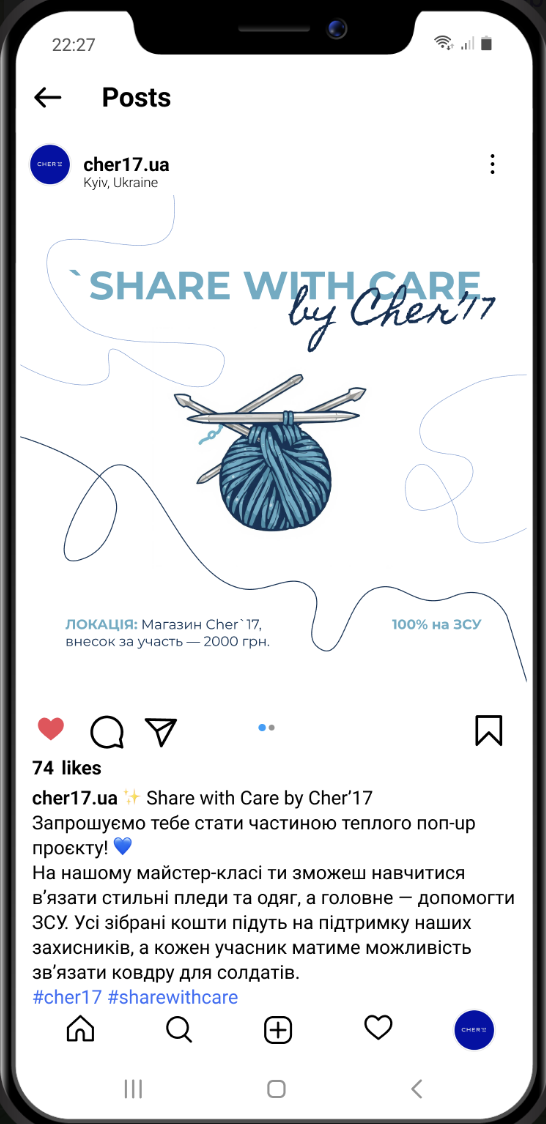 22:27
Posts
CHER'17
cher17.ua
Kyiv, Ukraine
`SHARE WITH CARE
by Cher'17
ЛОКАЦІЯ: Магазин Cher`17,
внесок за участь — 2000 грн.
100% на ЗСУ
74 likes
cher17.ua ✨ Share with Care by Cher’17
Запрошуємо тебе стати частиною теплого поп-up
проєкту! 💙
На нашому майстер-класі ти зможеш навчитися
в’язати стильні пледи та одяг, а головне — допомогти
ЗСУ. Усі зібрані кошти підуть на підтримку наших
захисників, а кожен учасник матиме можливість
зв’язати ковдру для солдатів.
#cher17 #sharewithcare
CHER'17